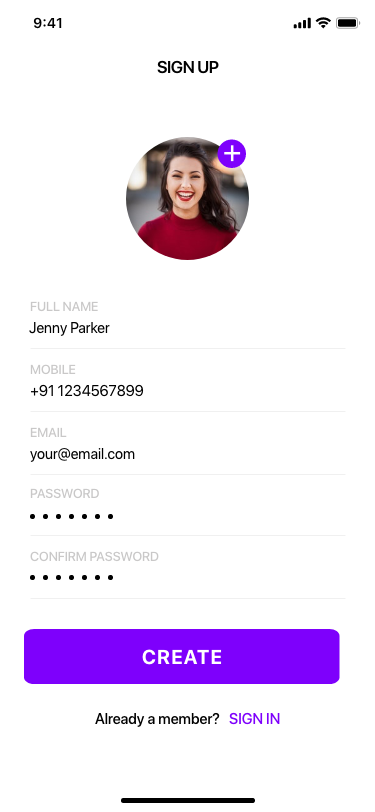 9:41
SIGN UP
FULL NAME
Jenny Parker
MOBILE
+91 1234567899
EMAIL
your@email.com
PASSWORD
• • • • • • •
CONFIRM PASSWORD
• • • • • • •
CREATE
Already a member? SIGN IN